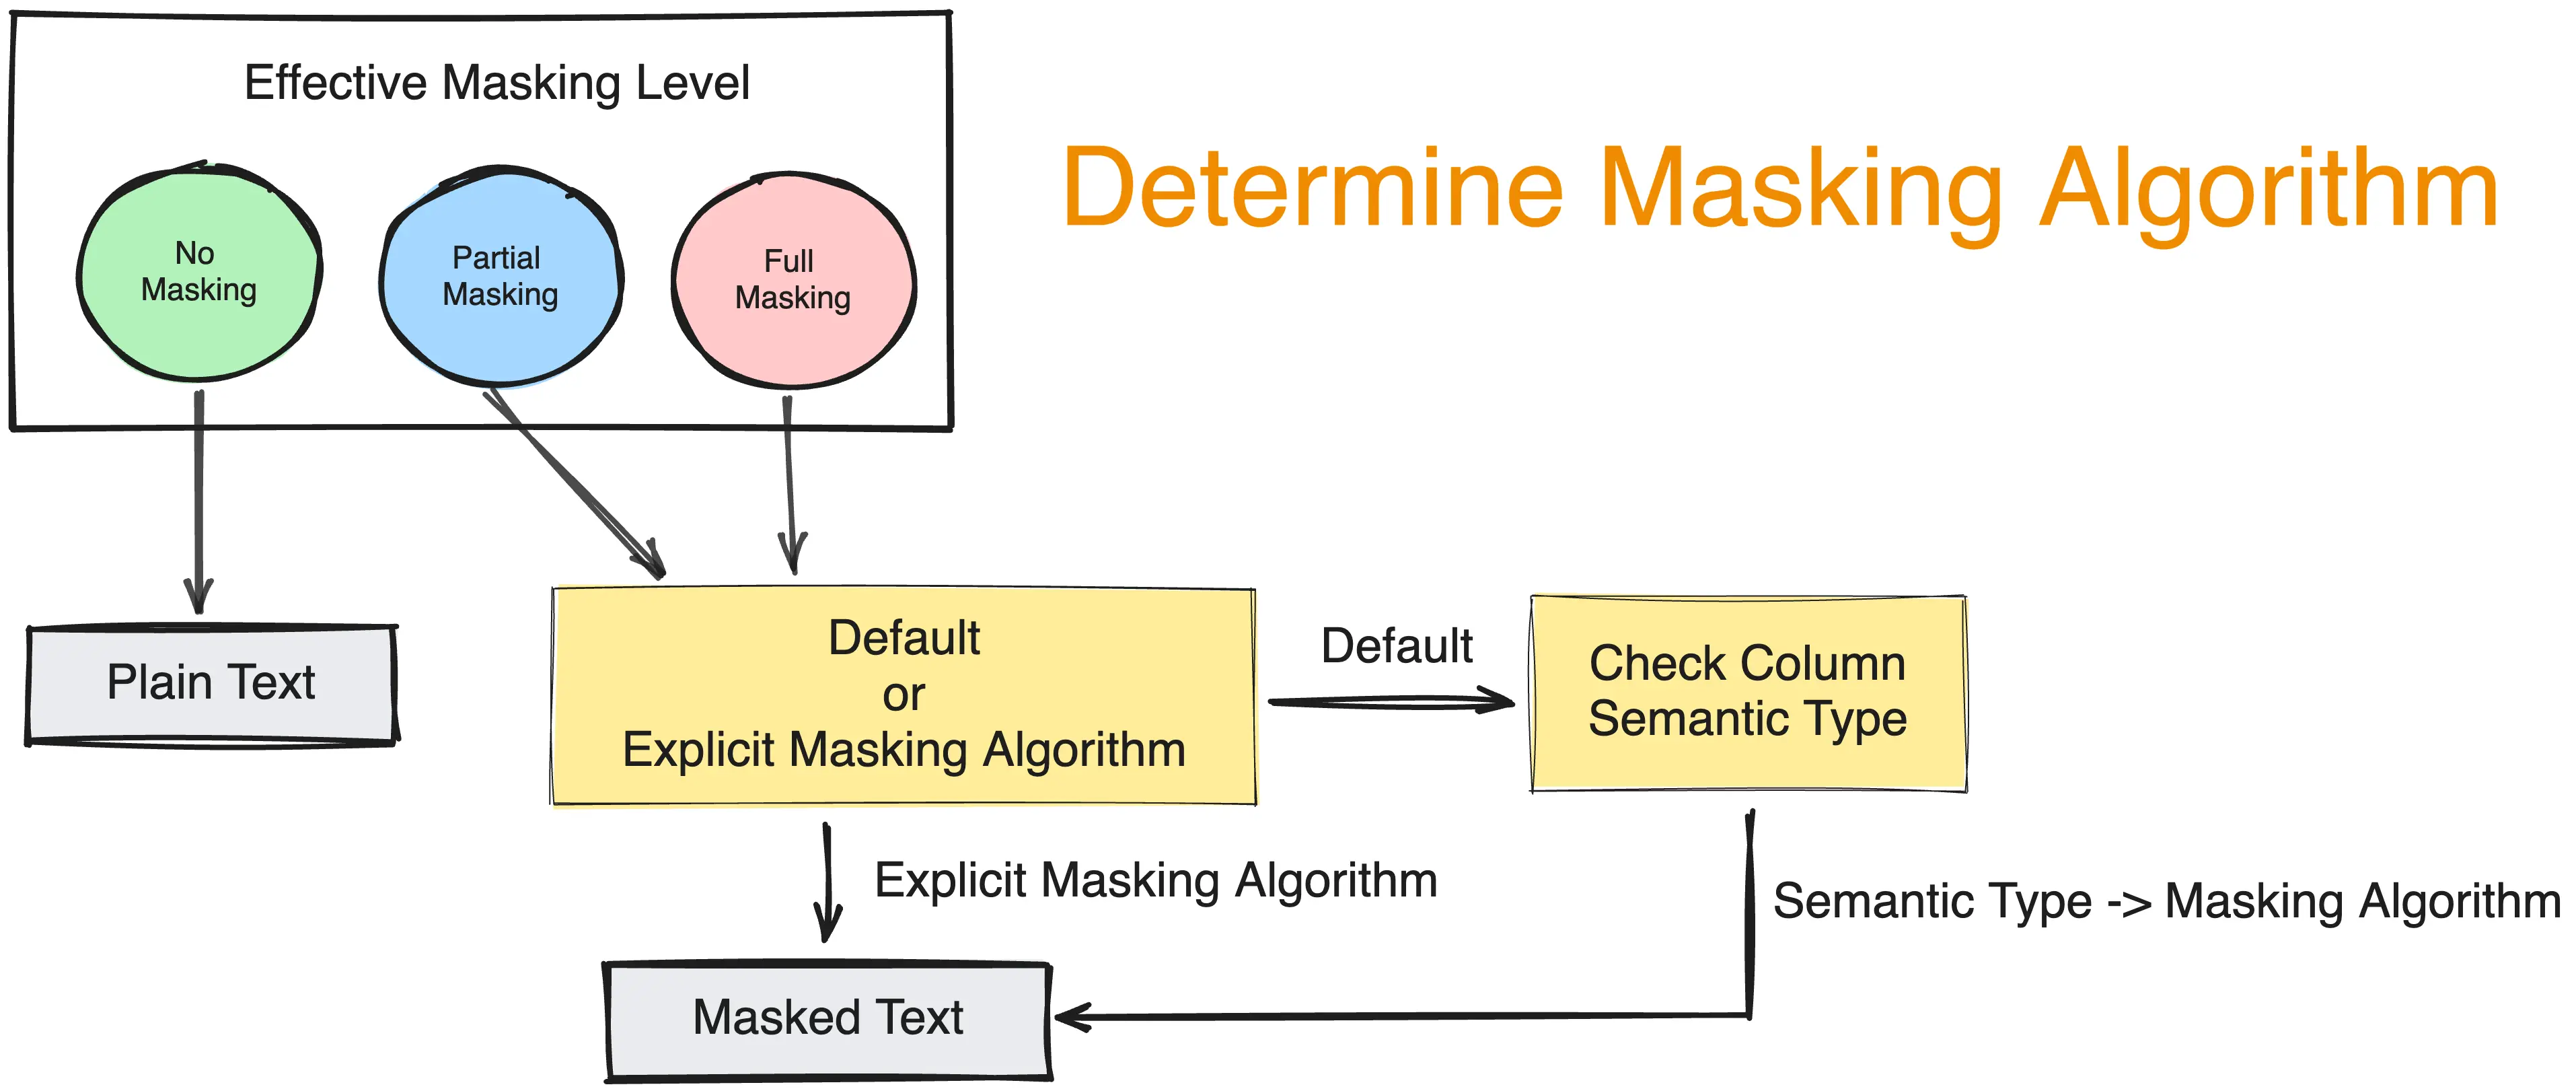 Effective Masking Level
Determine Masking Algorithm
No
Masking
Partial
Masking
Full
Masking
Plain Text
Default
or
Explicit Masking Algorithm
Default
Check Column
Semantic Type
Explicit Masking Algorithm
Semantic Type -> Masking Algorithm
Masked Text